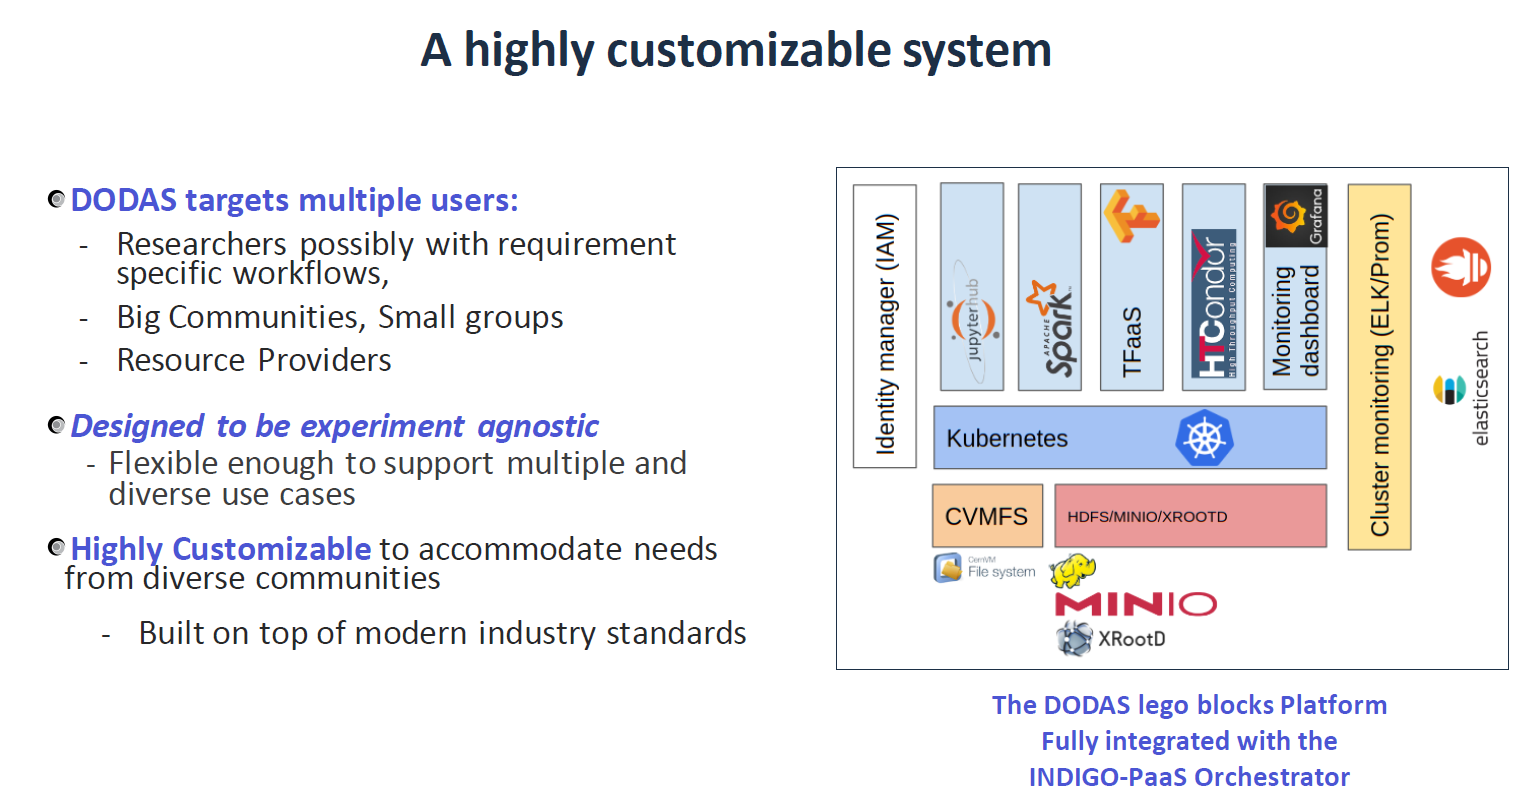 A highly customizable system
DODAS targets multiple users:
- Researchers possibly with requirement
specific workflows,
- Big Communities, Small groups
- Resource Providers
Designed to be experiment agnostic
- Flexible enough to support multiple and
diverse use cases
Highly Customizable to accommodate needs
from diverse communities
- Built on top of modern industry standards
Identity manager (IAM)
jupyterhub
APACHE
Spark
TFaaS
HTCondor
High Throughput Computing
Grafana
Monitoring
dashboard
Cluster monitoring (ELK/Prom)
elasticsearch
Kubernetes
CVMFS
HDFS/MINIO/XROOTD
CernVM
File system
MINIO
XRootD
The DODAS lego blocks Platform
Fully integrated with the
INDIGO-PaaS Orchestrator